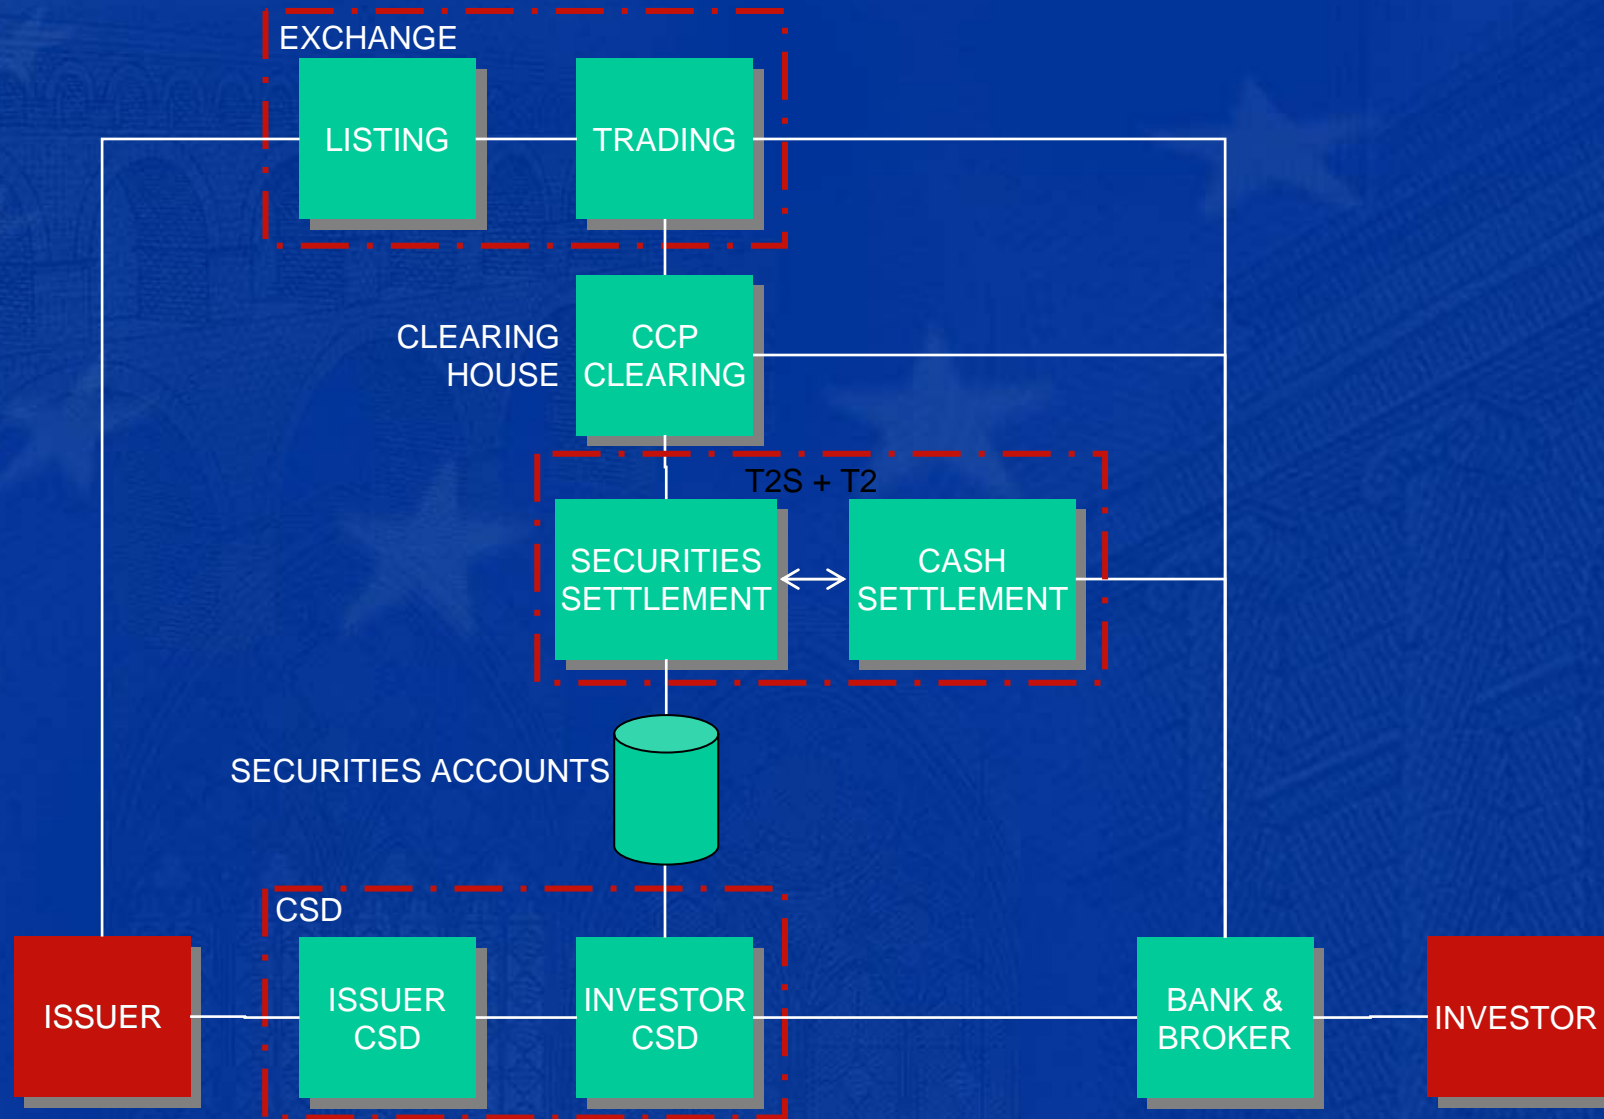 EXCHANGE
LISTING
TRADING
CLEARING
HOUSE
CCP
CLEARING
T2S + T2
SECURITIES
SETTLEMENT
CASH
SETTLEMENT
SECURITIES ACCOUNTS
CSD
ISSUER
ISSUER
CSD
INVESTOR
CSD
BANK &
BROKER
INVESTOR